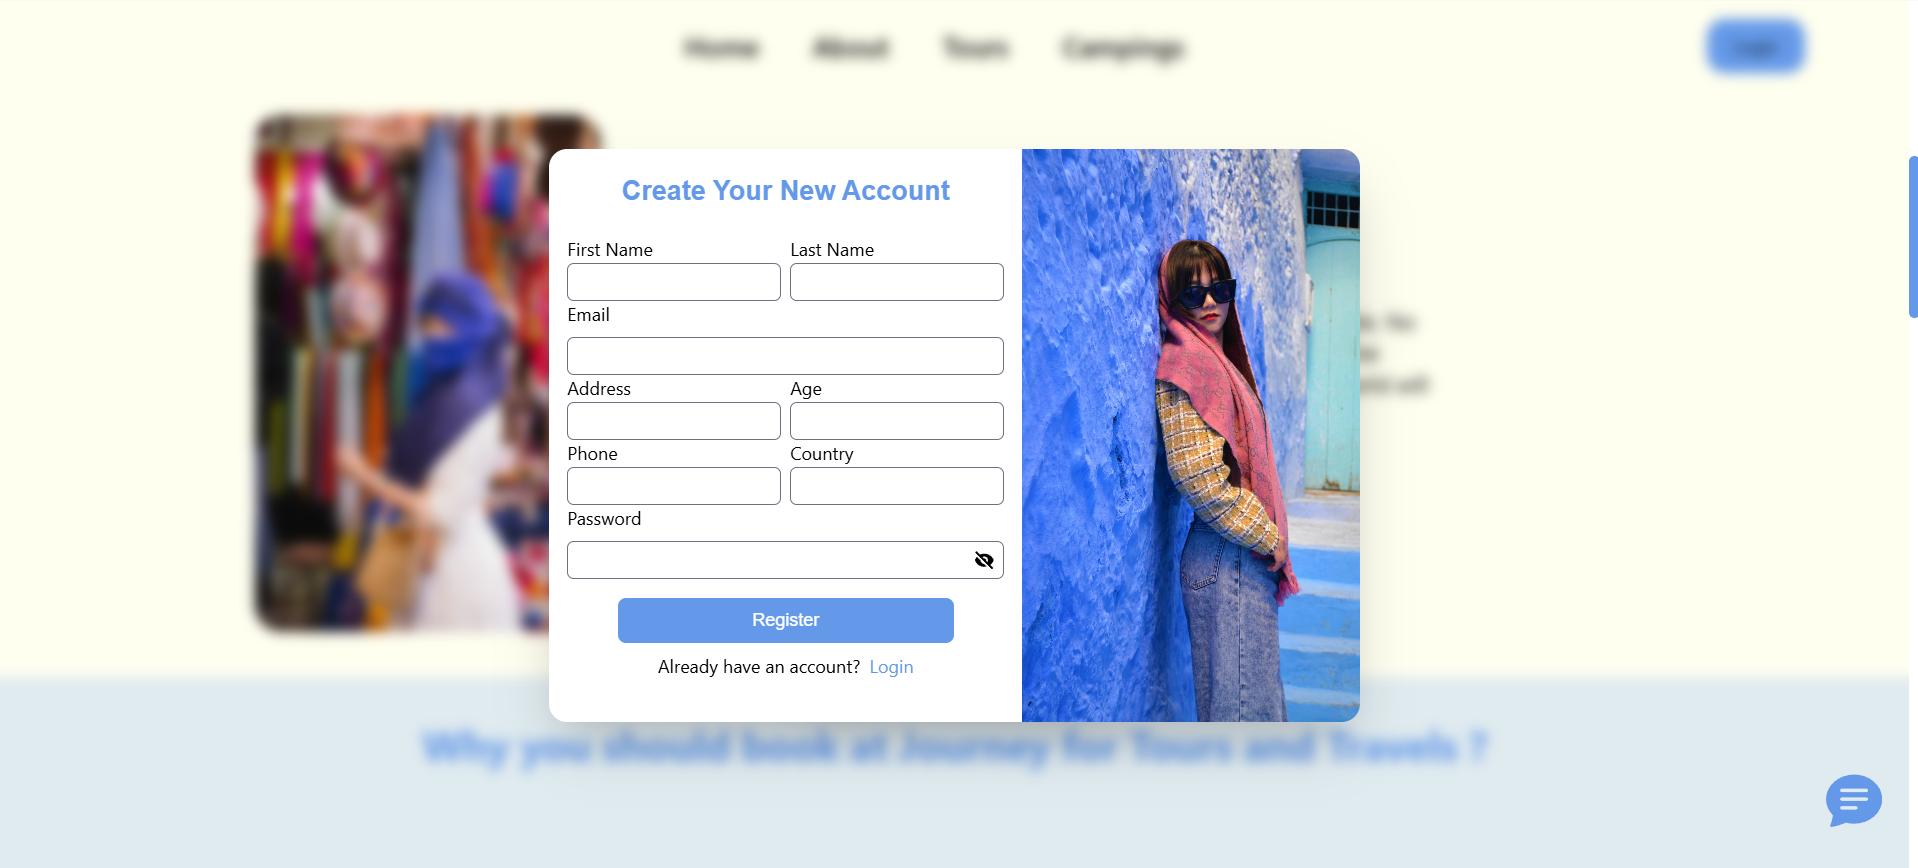 Home About Tours Campings
Login
Create Your New Account
First Name Last Name
Email
Address Age
Phone Country
Password
Register
Already have an account? Login
Why you should book at Journey for Tours and Travels ?